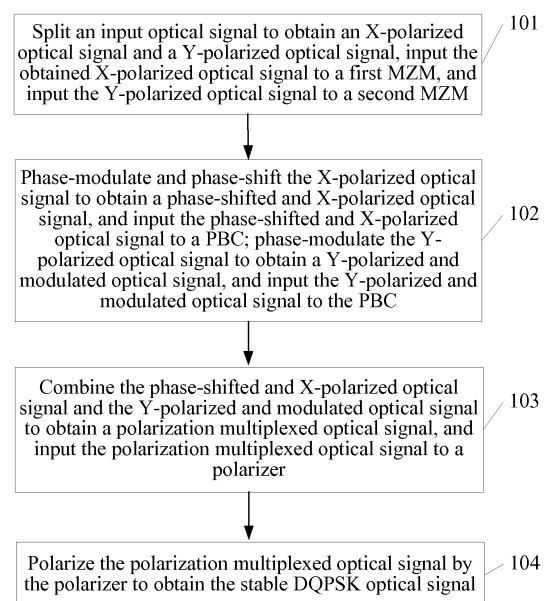 Split an input optical signal to obtain an X-polarized
optical signal and a Y-polarized optical signal, input the
obtained X-polarized optical signal to a first MZM, and
input the Y-polarized optical signal to a second MZM
101
Phase-modulate and phase-shift the X-polarized optical
signal to obtain a phase-shifted and X-polarized optical
signal, and input the phase-shifted and X-polarized
optical signal to a PBC; phase-modulate the Y-
polarized optical signal to obtain a Y-polarized and
modulated optical signal, and input the Y-polarized and
modulated optical signal to the PBC
102
Combine the phase-shifted and X-polarized optical
signal and the Y-polarized and modulated optical signal
to obtain a polarization multiplexed optical signal, and
input the polarization multiplexed optical signal to a
polarizer
103
Polarize the polarization multiplexed optical signal by
the polarizer to obtain the stable DQPSK optical signal
104